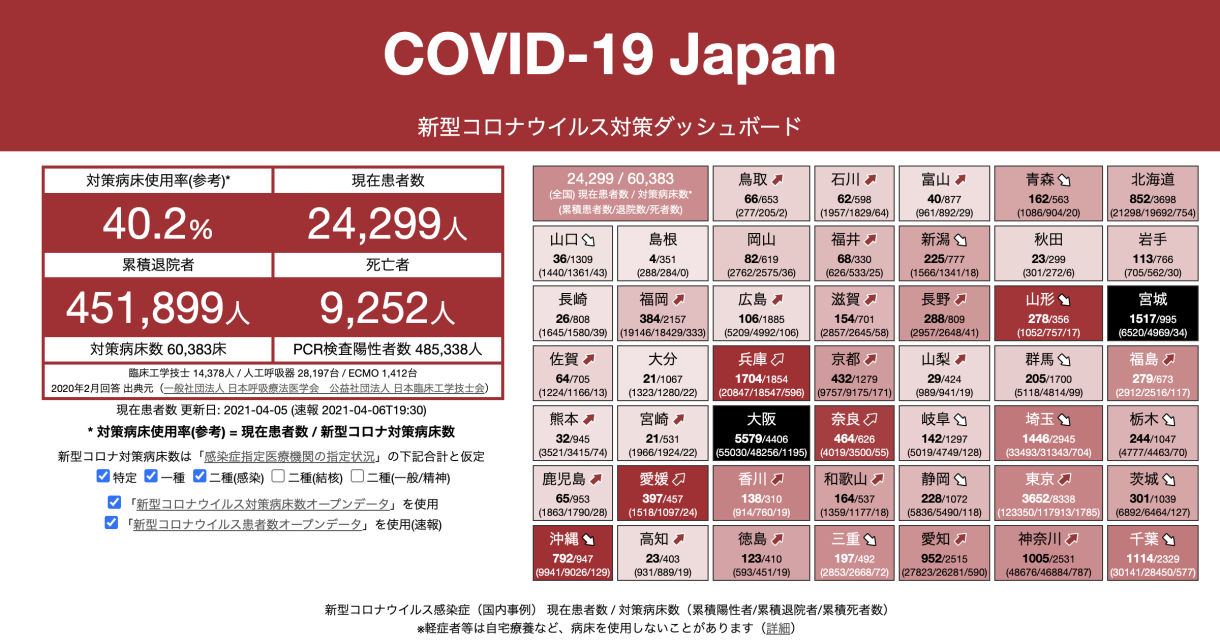 COVID-19 Japan
新型コロナウイルス対策ダッシュボード
対策病床使用率(参考)*
現在患者数
40.2%
24,299人
累積退院者
死亡者
451,899人
9,252人
対策病床数 60,383床
PCR検査陽性者数 485,338人
臨床工学技士 14,378人 / 人工呼吸器 28,197台 / ECMO 1,412台
2020年2月回答 出典元（一般社団法人 日本呼吸療法医学会　公益社団法人 日本臨床工学技士会）
現在患者数 更新日: 2021-04-05 (速報 2021-04-06T19:30)
* 対策病床使用率(参考) = 現在患者数 / 新型コロナ対策病床数
新型コロナ対策病床数は「感染症指定医療機関の指定状況」の下記合計と仮定
特定 一種 二種(感染) 二種(結核) 二種(一般/精神)
「新型コロナウイルス対策病床数オープンデータ」を使用
「新型コロナウイルス患者数オープンデータ」を使用(速報)
24,299 / 60,383
(全国) 現在患者数 / 対策病床数*
(累積患者数/退院数/死者数)
鳥取
66/653
(277/205/2)
石川
62/598
(1957/1829/64)
富山
40/877
(961/892/29)
青森
162/563
(1086/904/20)
北海道
852/3698
(21298/19692/754)
山口
36/1309
(1440/1361/43)
島根
4/351
(288/284/0)
岡山
82/619
(2762/2575/36)
福井
68/330
(626/533/25)
新潟
225/777
(1566/1341/18)
秋田
23/299
(301/272/6)
岩手
113/766
(705/562/30)
長崎
26/808
(1645/1580/39)
福岡
384/2157
(19146/18429/333)
広島
106/1885
(5209/4992/106)
滋賀
154/701
(2857/2645/58)
長野
288/809
(2957/2648/41)
山形
278/356
(1052/757/17)
宮城
1517/995
(6520/4969/34)
佐賀
64/705
(1224/1166/13)
大分
21/1067
(1323/1280/22)
兵庫
1704/1854
(20847/18547/596)
京都
432/1279
(9757/9175/171)
山梨
29/424
(989/941/19)
群馬
205/1700
(5118/4814/99)
福島
279/673
(2912/2516/117)
熊本
32/945
(3521/3415/74)
宮崎
21/531
(1966/1924/22)
大阪
5579/4406
(55030/48256/1195)
奈良
464/626
(4019/3500/55)
岐阜
142/1297
(5019/4749/128)
埼玉
1446/2945
(33493/31343/704)
栃木
244/1047
(4777/4463/70)
鹿児島
65/953
(1863/1790/28)
愛媛
397/457
(1518/1097/24)
香川
138/310
(914/760/19)
和歌山
164/537
(1359/1177/18)
静岡
228/1072
(5836/5490/118)
東京
3652/8338
(123350/117913/1785)
茨城
301/1039
(6892/6464/127)
沖縄
792/947
(9941/9026/129)
高知
23/403
(931/889/19)
徳島
123/410
(593/451/19)
三重
197/492
(2853/2668/72)
愛知
952/2515
(27823/26281/590)
神奈川
1005/2531
(48676/46884/787)
千葉
1114/2329
(30141/28450/577)
新型コロナウイルス感染症（国内事例） 現在患者数 / 対策病床数（累積陽性者/累積退院者/累積死者数）
※軽症者等は自宅療養など、病床を使用しないことがあります（詳細）